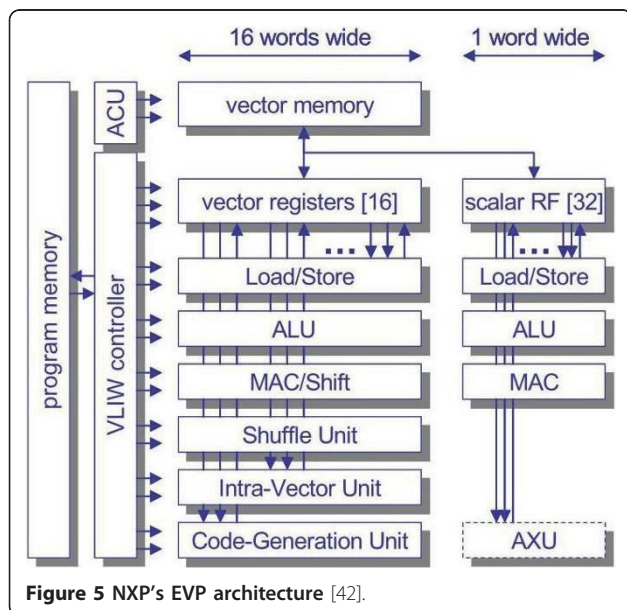 16 words wide
1 word wide
program memory
ACU
VLIW controller
vector memory
vector registers [16]
scalar RF [32]
...
...
Load/Store
Load/Store
ALU
ALU
MAC/Shift
MAC
Shuffle Unit
Intra-Vector Unit
Code-Generation Unit
AXU
Figure 5 NXP's EVP architecture [42].